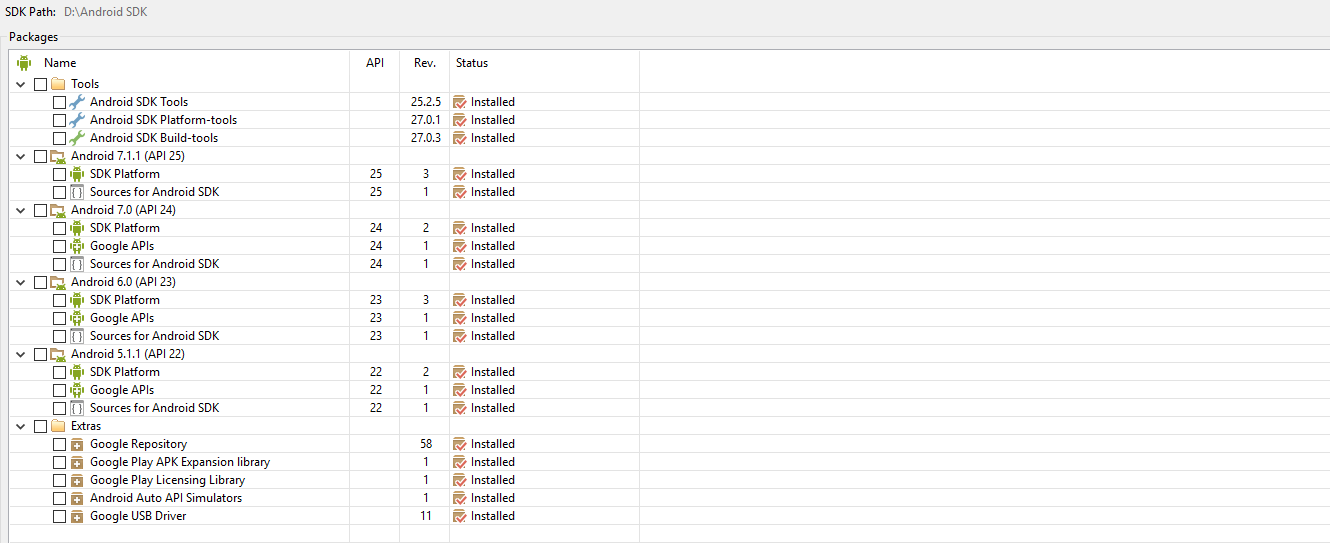 SDK Path: D:\Android SDK
Packages
Name API Rev. Status
Tools
Android SDK Tools 25.2.5 Installed
Android SDK Platform-tools 27.0.1 Installed
Android SDK Build-tools 27.0.3 Installed
Android 7.1.1 (API 25)
SDK Platform 25 3 Installed
{} Sources for Android SDK 25 1 Installed
Android 7.0 (API 24)
SDK Platform 24 2 Installed
Google APIs 24 1 Installed
{} Sources for Android SDK 24 1 Installed
Android 6.0 (API 23)
SDK Platform 23 3 Installed
Google APIs 23 1 Installed
{} Sources for Android SDK 23 1 Installed
Android 5.1.1 (API 22)
SDK Platform 22 2 Installed
Google APIs 22 1 Installed
{} Sources for Android SDK 22 1 Installed
Extras
Google Repository 58 Installed
Google Play APK Expansion library 1 Installed
Google Play Licensing Library 1 Installed
Android Auto API Simulators 1 Installed
Google USB Driver 11 Installed